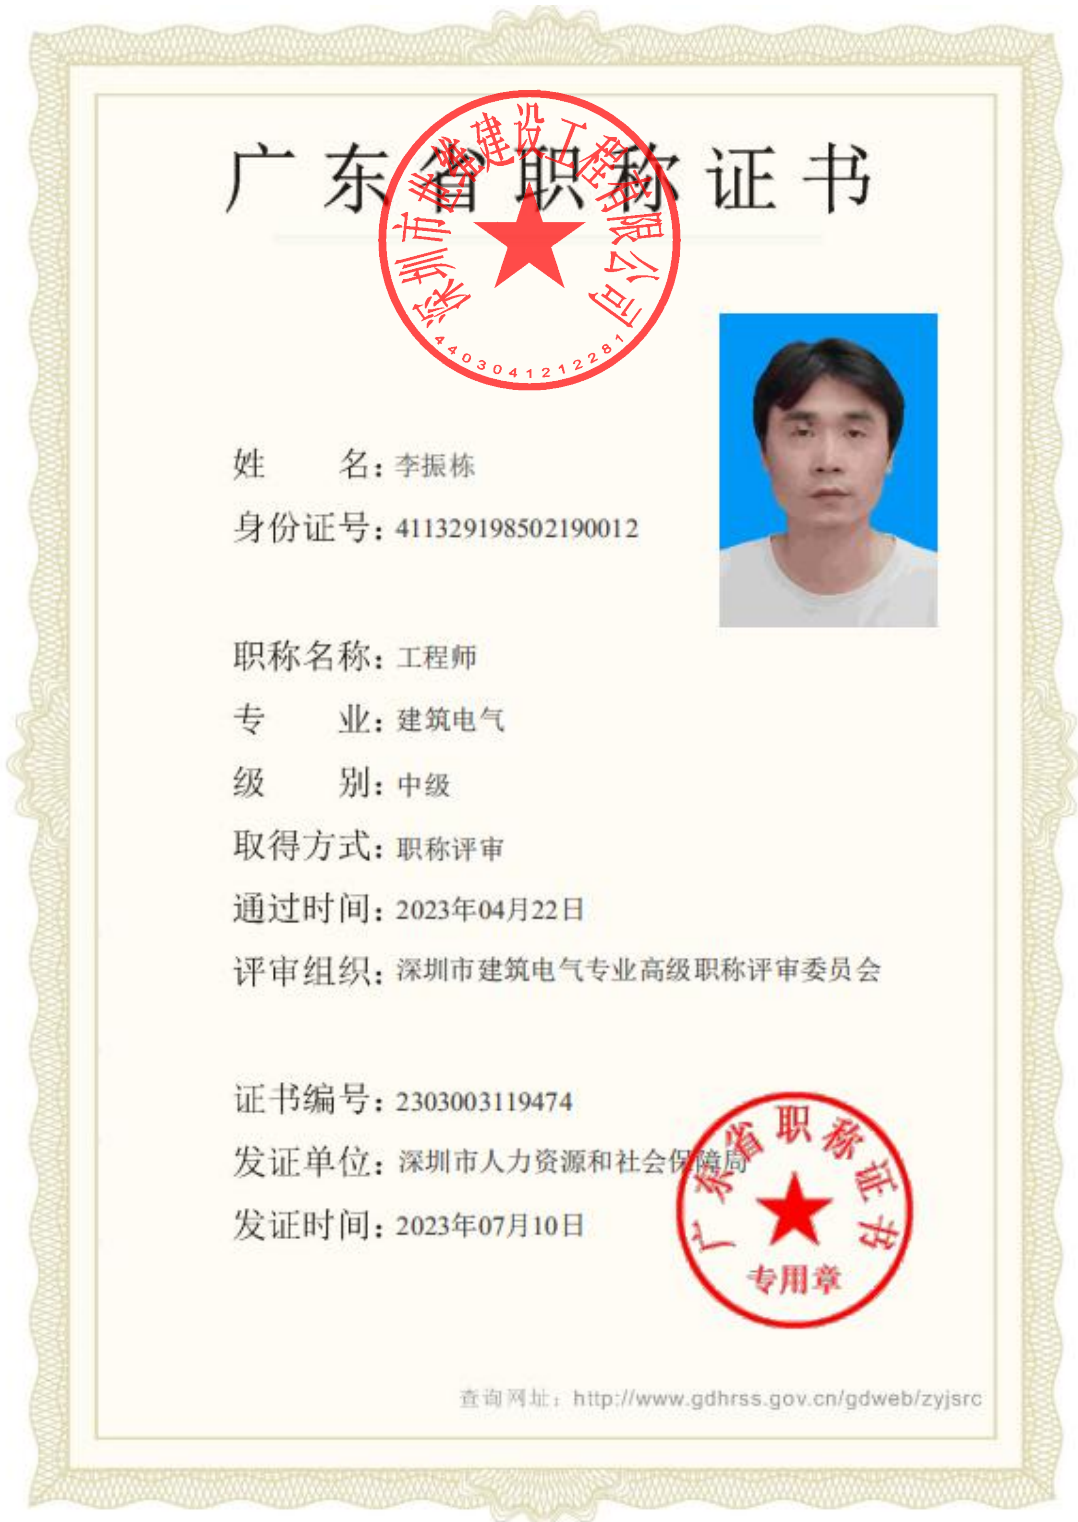 广东省职称证书
深圳市世维建设工程有限公司
4403041212281
姓 名：李振栋
身份证号：411329198502190012
职称名称：工程师
专 业：建筑电气
级 别：中级
取得方式：职称评审
通过时间：2023年04月22日
评审组织：深圳市建筑电气专业高级职称评审委员会
证书编号：2303003119474
发证单位：深圳市人力资源和社会保障局
发证时间：2023年07月10日
广东省职称证书
专用章
查询网址：http://www.gdhrss.gov.cn/gdweb/zyjsrc